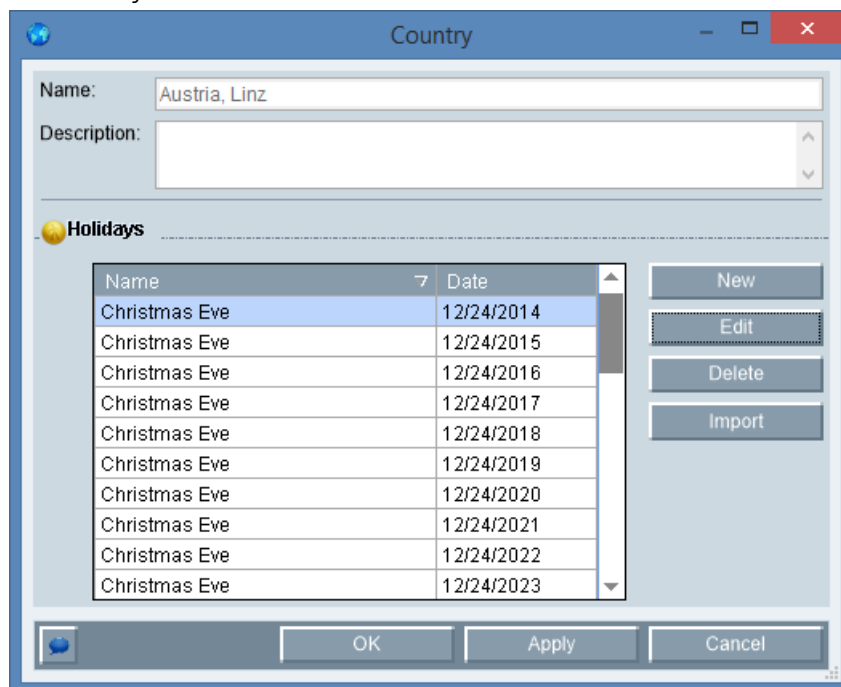 Country
Name: Austria, Linz
Description:
Holidays
Name Date
Christmas Eve 12/24/2014
Christmas Eve 12/24/2015
Christmas Eve 12/24/2016
Christmas Eve 12/24/2017
Christmas Eve 12/24/2018
Christmas Eve 12/24/2019
Christmas Eve 12/24/2020
Christmas Eve 12/24/2021
Christmas Eve 12/24/2022
Christmas Eve 12/24/2023
New
Edit
Delete
Import
OK Apply Cancel